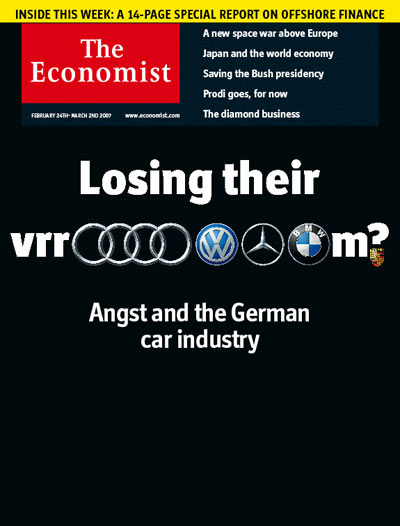 INSIDE THIS WEEK: A 14-PAGE SPECIAL REPORT ON OFFSHORE FINANCE
The
Economist
FEBRUARY 24TH-MARCH 2ND 2007 www.economist.com
A new space war above Europe
Japan and the world economy
Saving the Bush presidency
Prodi goes, for now
The diamond business
Losing their
vrr VW BMW m?
Angst and the German
car industry